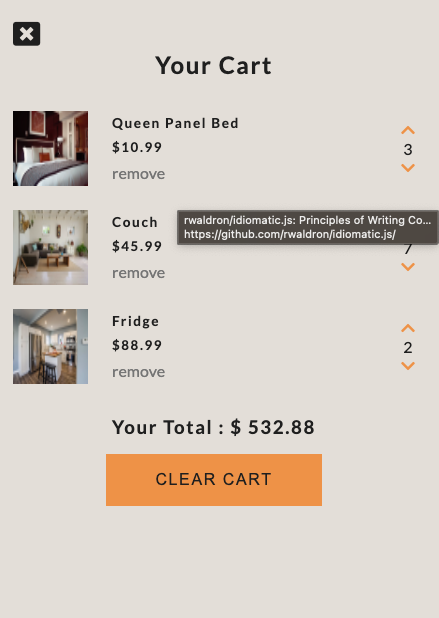 Your Cart
Queen Panel Bed
$10.99
3
remove
Couch
rwaldron/idiomatic.js: Principles of Writing Co...
https://github.com/rwaldron/idiomatic.js/
$45.99
7
remove
Fridge
$88.99
2
remove
Your Total : $ 532.88
CLEAR CART